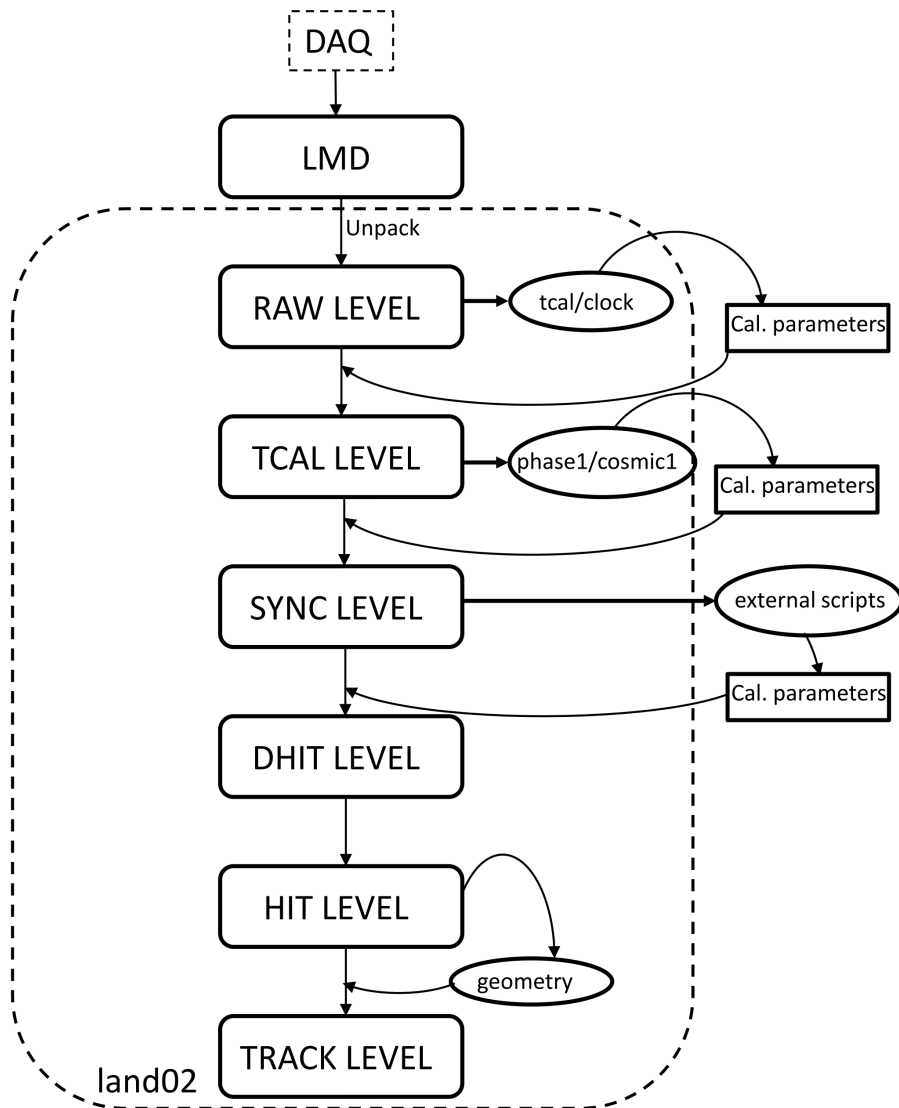 DAQ
LMD
Unpack
RAW LEVEL
tcal/clock
Cal. parameters
TCAL LEVEL
phase1/cosmic1
Cal. parameters
SYNC LEVEL
external scripts
Cal. parameters
DHIT LEVEL
HIT LEVEL
geometry
TRACK LEVEL
land02